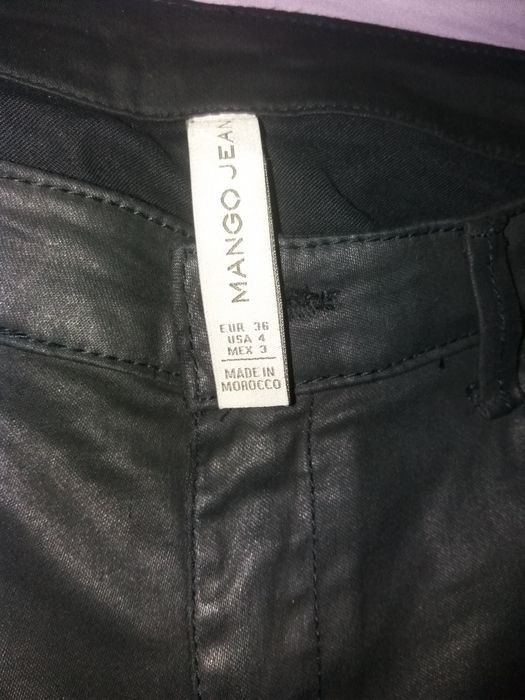 MANGO JEAN
EUR 36
USA 4
MEX 3
MADE IN
MOROCCO